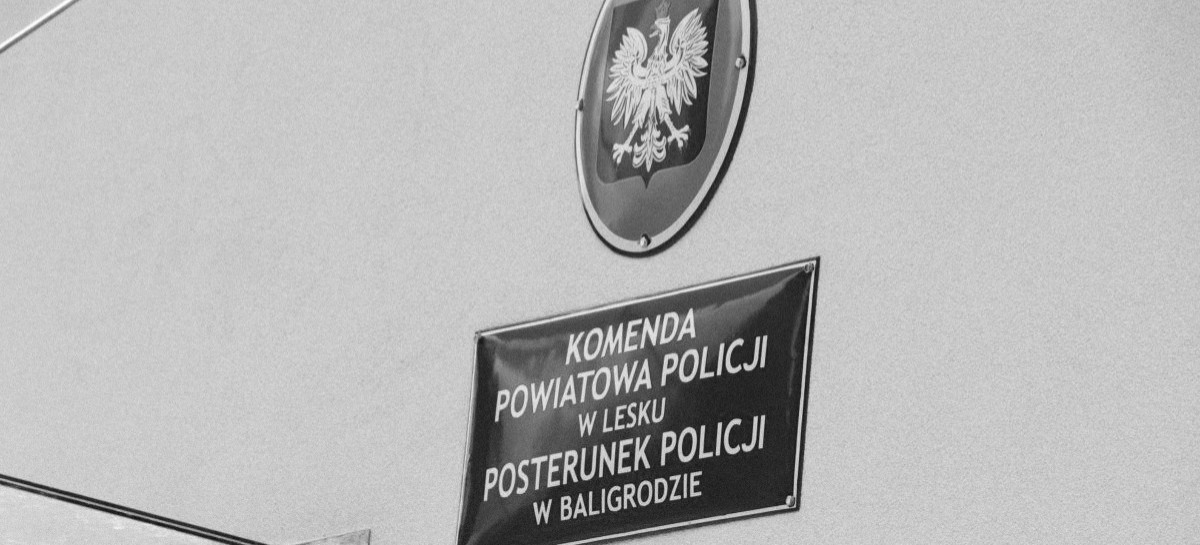 KOMENDA
POWIATOWA POLICJI
W LESKU
POSTERUNEK POLICJI
W BALIGRODZIE